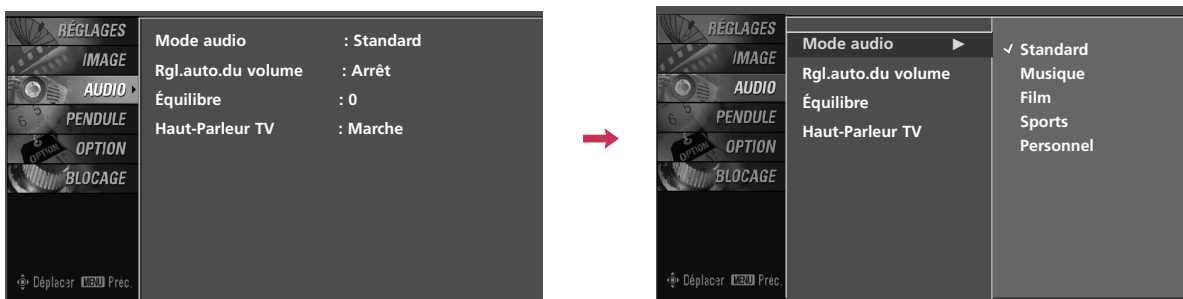 RÉGLAGES
IMAGE
AUDIO
PENDULE
OPTION
BLOCAGE
Déplacer MENU Préc.
Mode audio : Standard
Rgl.auto.du volume : Arrêt
Équilibre : 0
Haut-Parleur TV : Marche
RÉGLAGES
IMAGE
AUDIO
PENDULE
OPTION
BLOCAGE
Déplacer MENU Préc.
Mode audio ►
Rgl.auto.du volume
Équilibre
Haut-Parleur TV
✓ Standard
Musique
Film
Sports
Personnel